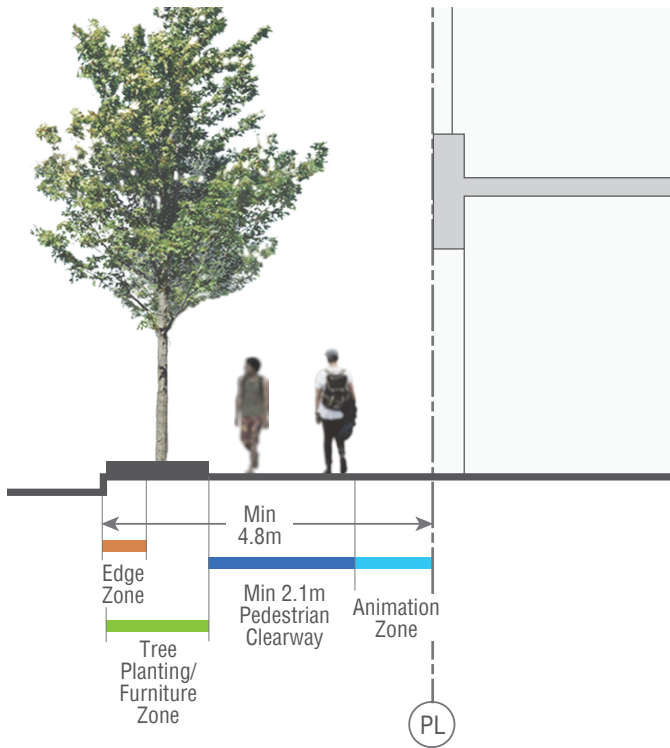 Min
4.8m
Edge
Zone
Min 2.1m
Pedestrian
Clearway
Animation
Zone
Tree
Planting/
Furniture
Zone
PL